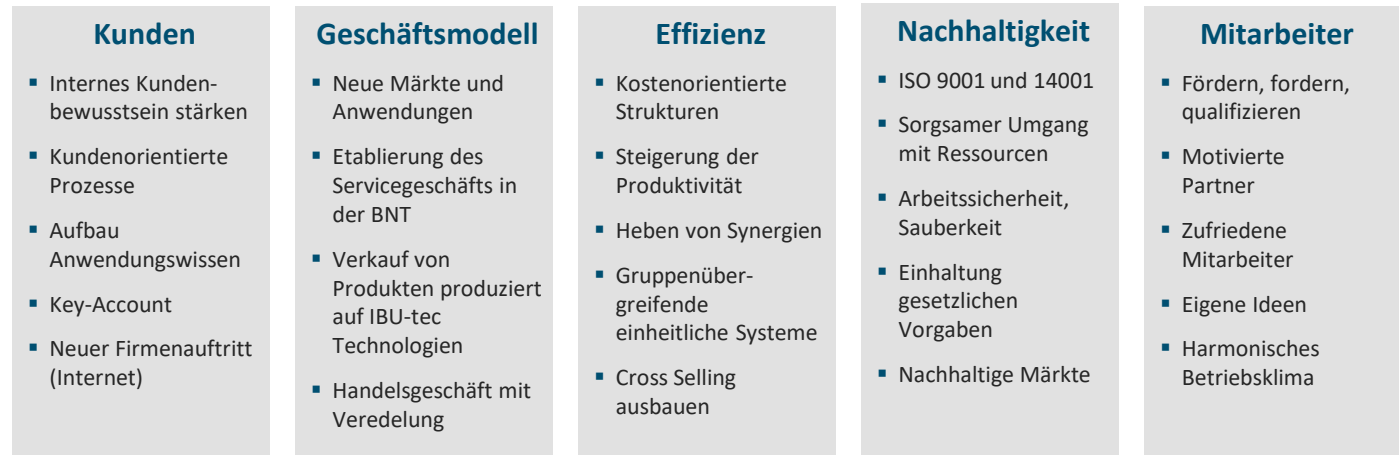 Kunden
▪ Internes Kunden-
bewusstsein stärken
▪ Kundenorientierte
Prozesse
▪ Aufbau
Anwendungswissen
▪ Key-Account
▪ Neuer Firmenauftritt
(Internet)
Geschäftsmodell
▪ Neue Märkte und
Anwendungen
▪ Etablierung des
Servicegeschäfts in
der BNT
▪ Verkauf von
Produkten produziert
auf IBU-tec
Technologien
▪ Handelsgeschäft mit
Veredelung
Effizienz
▪ Kostenorientierte
Strukturen
▪ Steigerung der
Produktivität
▪ Heben von Synergien
▪ Gruppenüber-
greifende
einheitliche Systeme
▪ Cross Selling
ausbauen
Nachhaltigkeit
▪ ISO 9001 und 14001
▪ Sorgsamer Umgang
mit Ressourcen
▪ Arbeitssicherheit,
Sauberkeit
▪ Einhaltung
gesetzlichen
Vorgaben
▪ Nachhaltige Märkte
Mitarbeiter
▪ Fördern, fordern,
qualifizieren
▪ Motivierte
Partner
▪ Zufriedene
Mitarbeiter
▪ Eigene Ideen
▪ Harmonisches
Betriebsklima